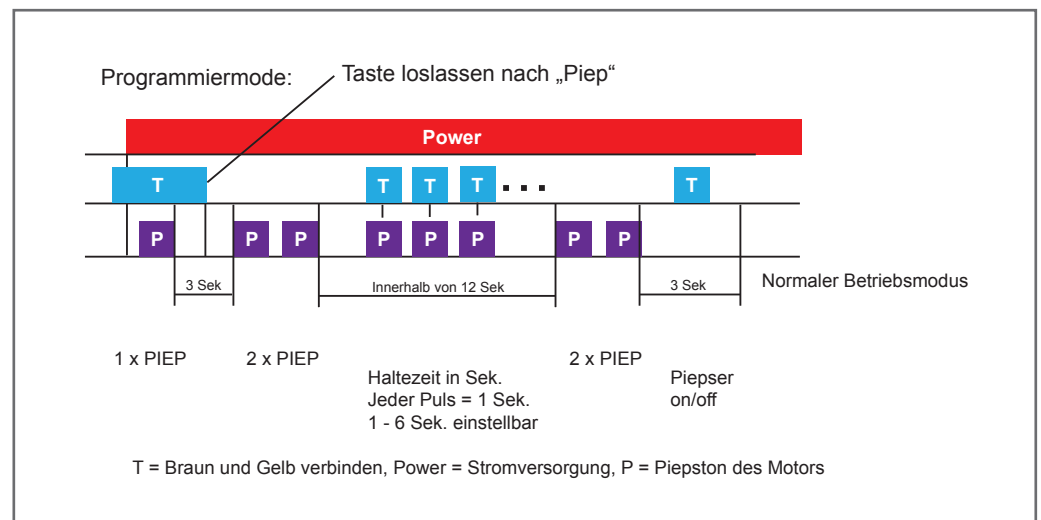 Programmiermode:
Taste loslassen nach „Piep“
Power
T
T
T
T
...
T
P
P
P
P
P
P
P
P
3 Sek
Innerhalb von 12 Sek
3 Sek
Normaler Betriebsmodus
1 x PIEP
2 x PIEP
2 x PIEP
Haltezeit in Sek.
Jeder Puls = 1 Sek.
1 - 6 Sek. einstellbar
Piepser
on/off
T = Braun und Gelb verbinden, Power = Stromversorgung, P = Piepston des Motors